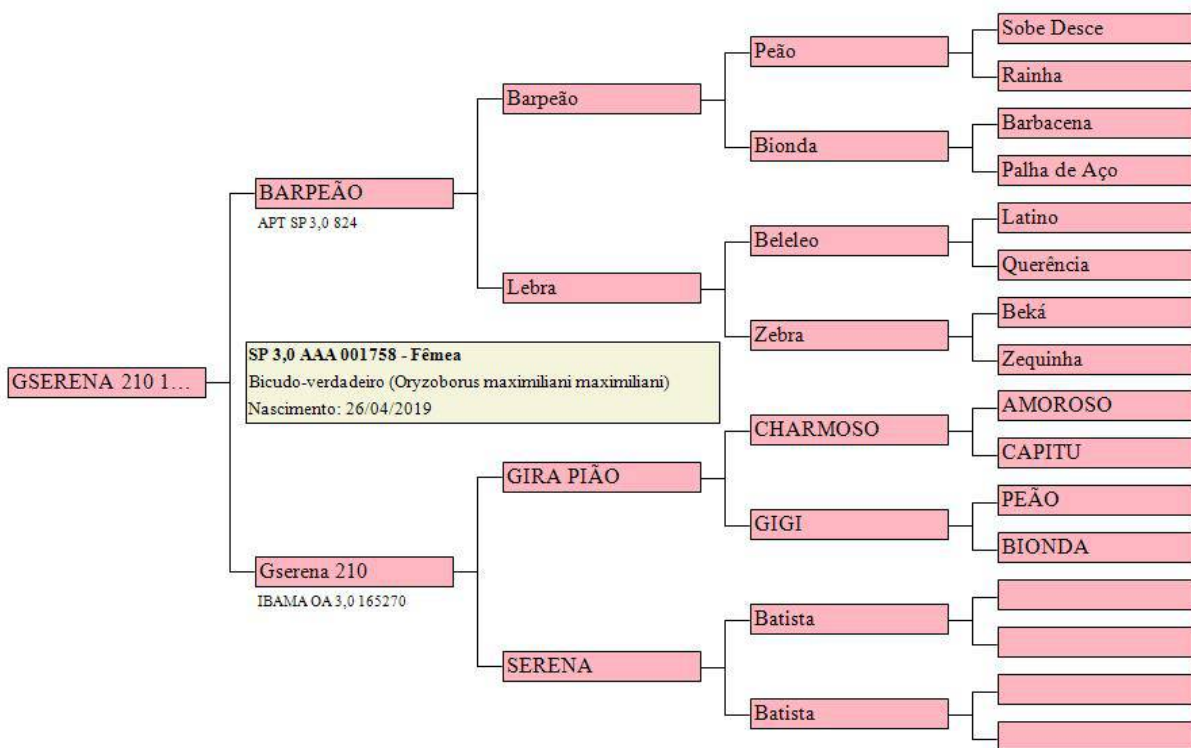 Sobe Desce
Peão
Rainha
Barpeão
Barbacena
Bionda
Palha de Aço
BARPEÃO
APT SP 3,0 824
Latino
Beleleo
Querência
Lebra
Beká
Zebra
Zequinha
SP 3,0 AAA 001758 - Fêmea
Bicudo-verdadeiro (Oryzoborus maximiliani maximiliani)
Nascimento: 26/04/2019
GSERENA 210 1...
AMOROSO
CHARMOSO
CAPITU
GIRA PIÃO
PEÃO
GIGI
BIONDA
Gserena 210
IBAMA OA 3,0 165270
Batista
SERENA
Batista